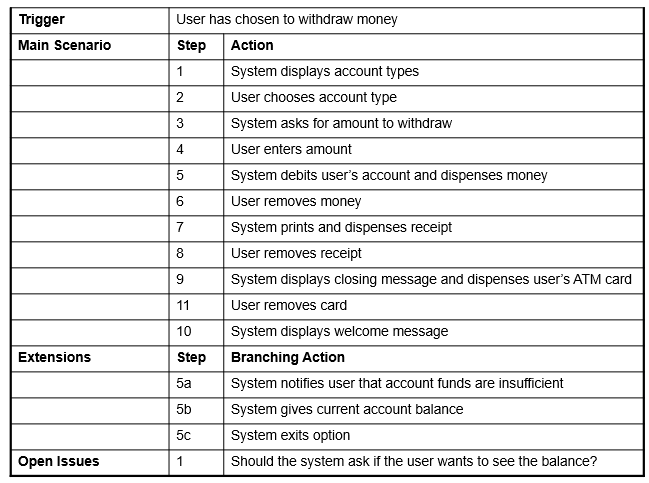 Trigger User has chosen to withdraw money
Main Scenario Step Action
1 System displays account types
2 User chooses account type
3 System asks for amount to withdraw
4 User enters amount
5 System debits user's account and dispenses money
6 User removes money
7 System prints and dispenses receipt
8 User removes receipt
9 System displays closing message and dispenses user's ATM card
11 User removes card
10 System displays welcome message
Extensions Step Branching Action
5a System notifies user that account funds are insufficient
5b System gives current account balance
5c System exits option
Open Issues 1 Should the system ask if the user wants to see the balance?